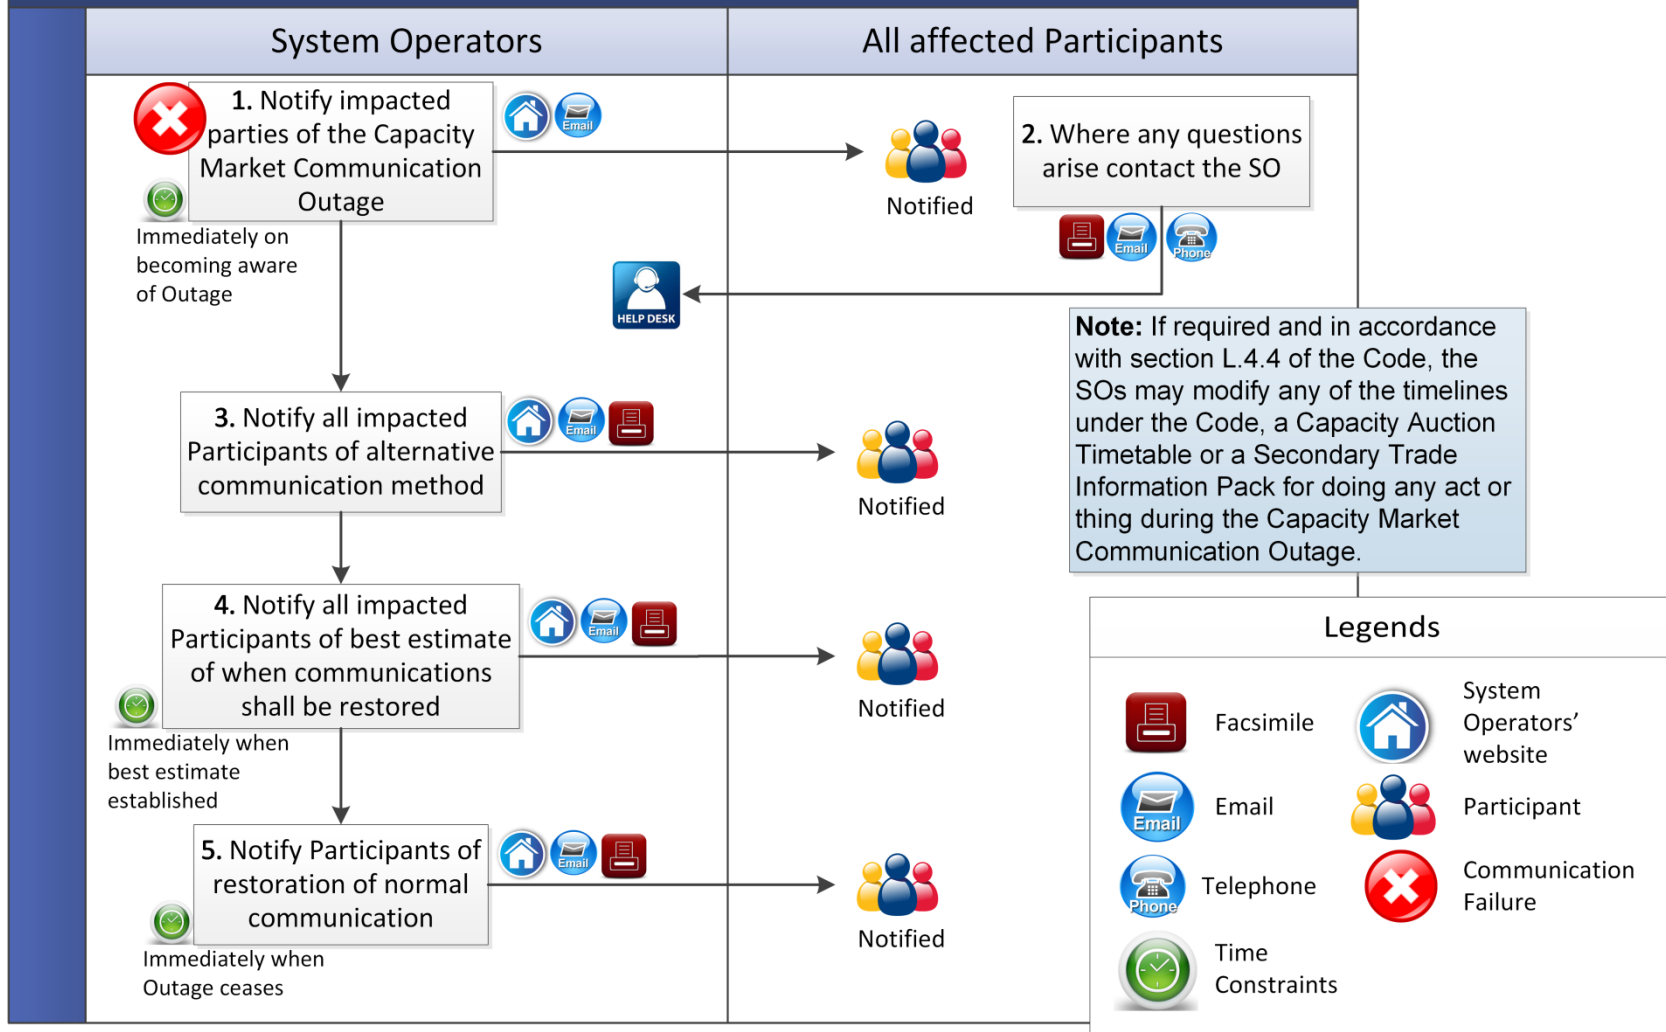 System Operators
All affected Participants
1. Notify impacted
parties of the Capacity
Market Communication
Outage
Email
Immediately on
becoming aware
of Outage
Notified
2. Where any questions
arise contact the SO
Email
Phone
HELP DESK
Note: If required and in accordance
with section L.4.4 of the Code, the
SOs may modify any of the timelines
under the Code, a Capacity Auction
Timetable or a Secondary Trade
Information Pack for doing any act or
thing during the Capacity Market
Communication Outage.
3. Notify all impacted
Participants of alternative
communication method
Email
Notified
4. Notify all impacted
Participants of best estimate
of when communications
shall be restored
Email
Immediately when
best estimate
established
Notified
5. Notify Participants of
restoration of normal
communication
Email
Immediately when
Outage ceases
Notified
Legends
Facsimile
System
Operators’
website
Email
Email
Participant
Phone
Telephone
Communication
Failure
Time
Constraints